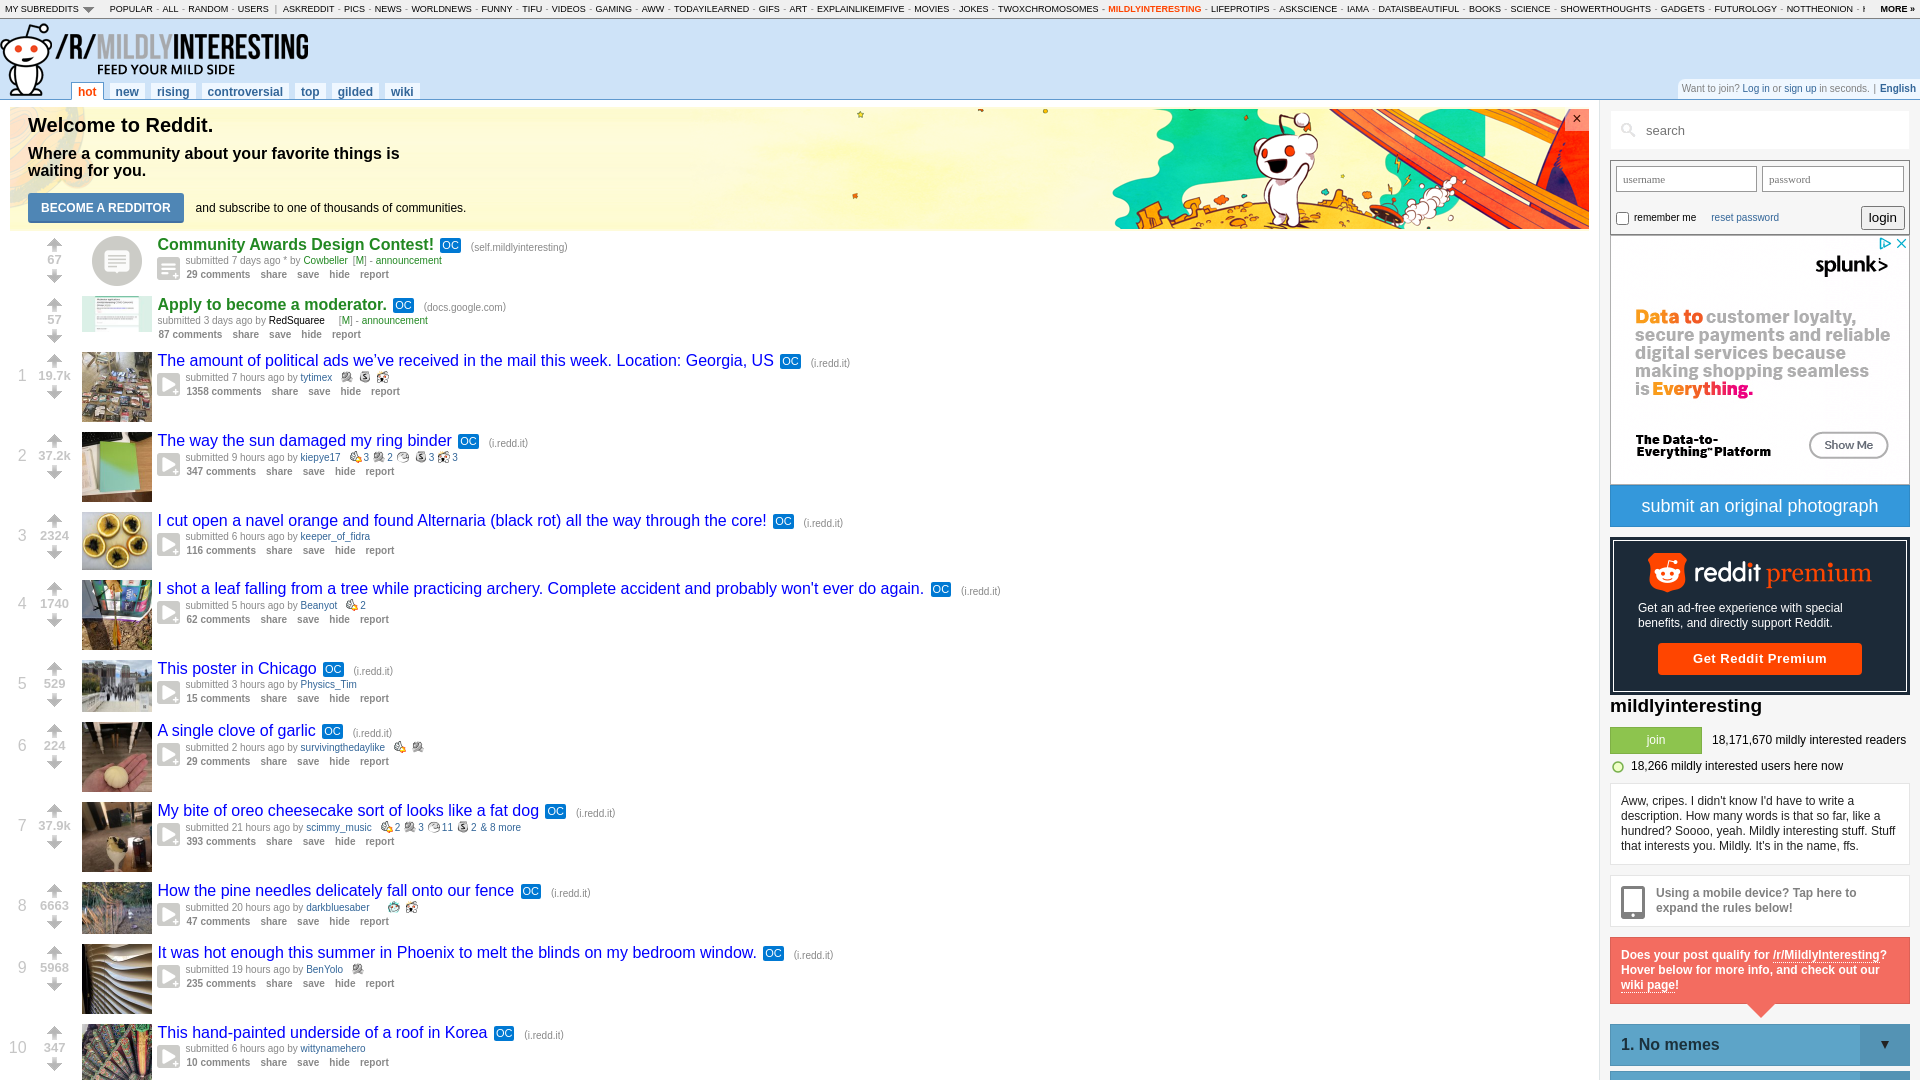 MY SUBREDDITS POPULAR - ALL - RANDOM - USERS | ASKREDDIT - PICS - NEWS - WORLDNEWS - FUNNY - TIFU - VIDEOS - GAMING - AWW - TODAYILEARNED - GIFS - ART - EXPLAINLIKEIMFIVE - MOVIES - JOKES - TWOXCHROMOSOMES - MILDLYINTERESTING - LIFEPROTIPS - ASKSCIENCE - IAMA - DATAISBEAUTIFUL - BOOKS - SCIENCE - SHOWERTHOUGHTS - GADGETS - FUTUROLOGY - NOTTHEONION - MORE »
/R/MILDLYINTERESTING
FEED YOUR MILD SIDE
hot new rising controversial top gilded wiki
Want to join? Log in or sign up in seconds. | English
Welcome to Reddit.
Where a community about your favorite things is
waiting for you.
BECOME A REDDITOR and subscribe to one of thousands of communities.
×
67
Community Awards Design Contest! OC (self.mildlyinteresting)
submitted 7 days ago * by Cowbeller [M] - announcement
29 comments share save hide report
57
Apply to become a moderator. OC (docs.google.com)
submitted 3 days ago by RedSquaree [M] - announcement
87 comments share save hide report
1 19.7k
The amount of political ads we've received in the mail this week. Location: Georgia, US OC (i.redd.it)
submitted 7 hours ago by tytimex
1358 comments share save hide report
2 37.2k
The way the sun damaged my ring binder OC (i.redd.it)
submitted 9 hours ago by kiepye17 3 2 3 3
347 comments share save hide report
3 2324
I cut open a navel orange and found Alternaria (black rot) all the way through the core! OC (i.redd.it)
submitted 6 hours ago by keeper_of_fidra
116 comments share save hide report
4 1740
I shot a leaf falling from a tree while practicing archery. Complete accident and probably won't ever do again. OC (i.redd.it)
submitted 5 hours ago by Beanyot 2
62 comments share save hide report
5 529
This poster in Chicago OC (i.redd.it)
submitted 3 hours ago by Physics_Tim
15 comments share save hide report
6 224
A single clove of garlic OC (i.redd.it)
submitted 2 hours ago by survivingthedaylike
29 comments share save hide report
7 37.9k
My bite of oreo cheesecake sort of looks like a fat dog OC (i.redd.it)
submitted 21 hours ago by scimmy_music 2 3 11 2 & 8 more
393 comments share save hide report
8 6663
How the pine needles delicately fall onto our fence OC (i.redd.it)
submitted 20 hours ago by darkbluesaber
47 comments share save hide report
9 5968
It was hot enough this summer in Phoenix to melt the blinds on my bedroom window. OC (i.redd.it)
submitted 19 hours ago by BenYolo
235 comments share save hide report
10 347
This hand-painted underside of a roof in Korea OC (i.redd.it)
submitted 6 hours ago by wittynamehero
10 comments share save hide report
search
username password
remember me reset password login
splunk>
Data to customer loyalty,
secure payments and reliable
digital services because
making shopping seamless
is Everything.
The Data-to-
Everything™ Platform
Show Me
submit an original photograph
reddit premium
Get an ad-free experience with special
benefits, and directly support Reddit.
Get Reddit Premium
mildlyinteresting
join 18,171,670 mildly interested readers
18,266 mildly interested users here now
Aww, cripes. I didn't know I'd have to write a
description. How many words is that so far, like a
hundred? Soooo, yeah. Mildly interesting stuff. Stuff
that interests you. Mildly. It's in the name, ffs.
Using a mobile device? Tap here to
expand the rules below!
Does your post qualify for /r/MildlyInteresting?
Hover below for more info, and check out our
wiki page!
1. No memes ▼